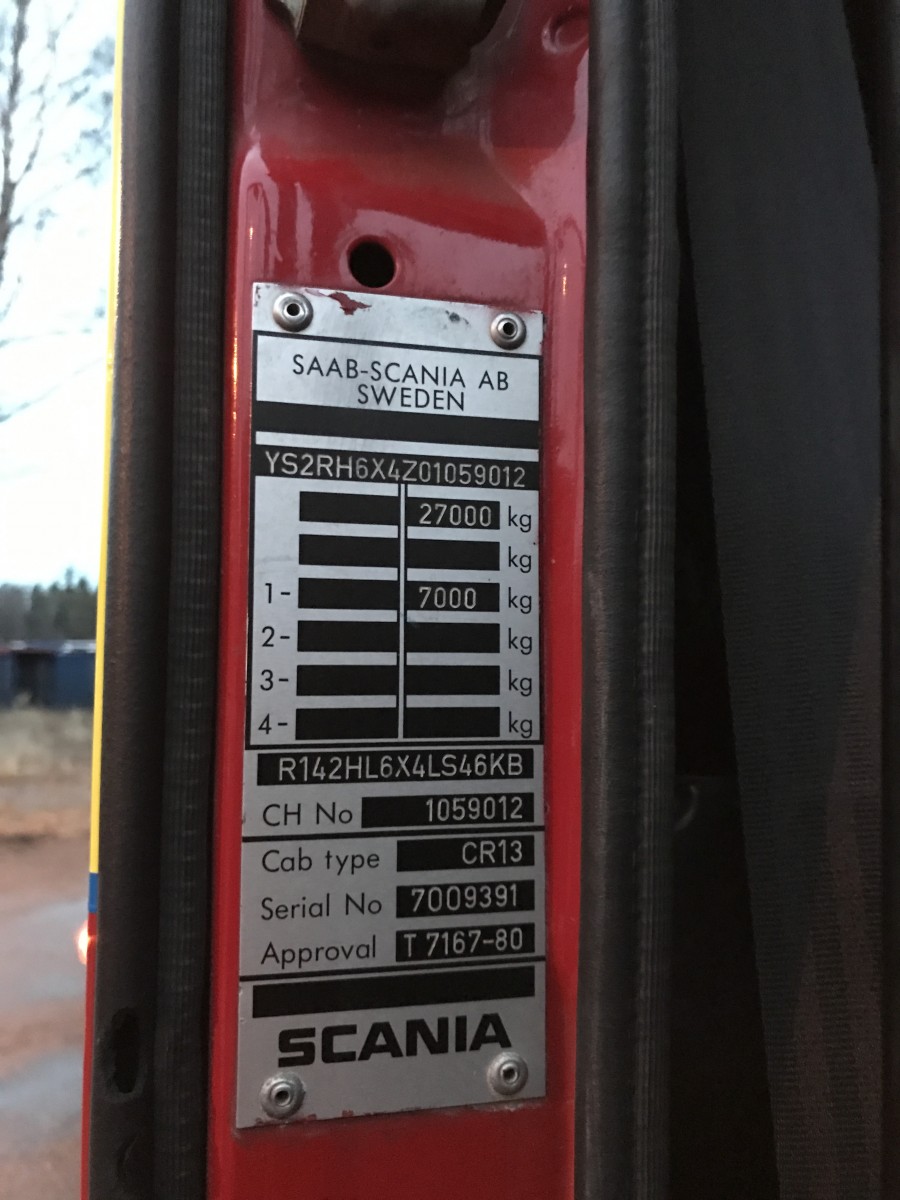 SAAB-SCANIA AB
SWEDEN
YS2RH6X4Z01059012
27000 kg
kg
1- 7000 kg
2- kg
3- kg
4- kg
R142HL6X4LS46KB
CH No 1059012
Cab type CR13
Serial No 7009391
Approval T 7167-80
SCANIA